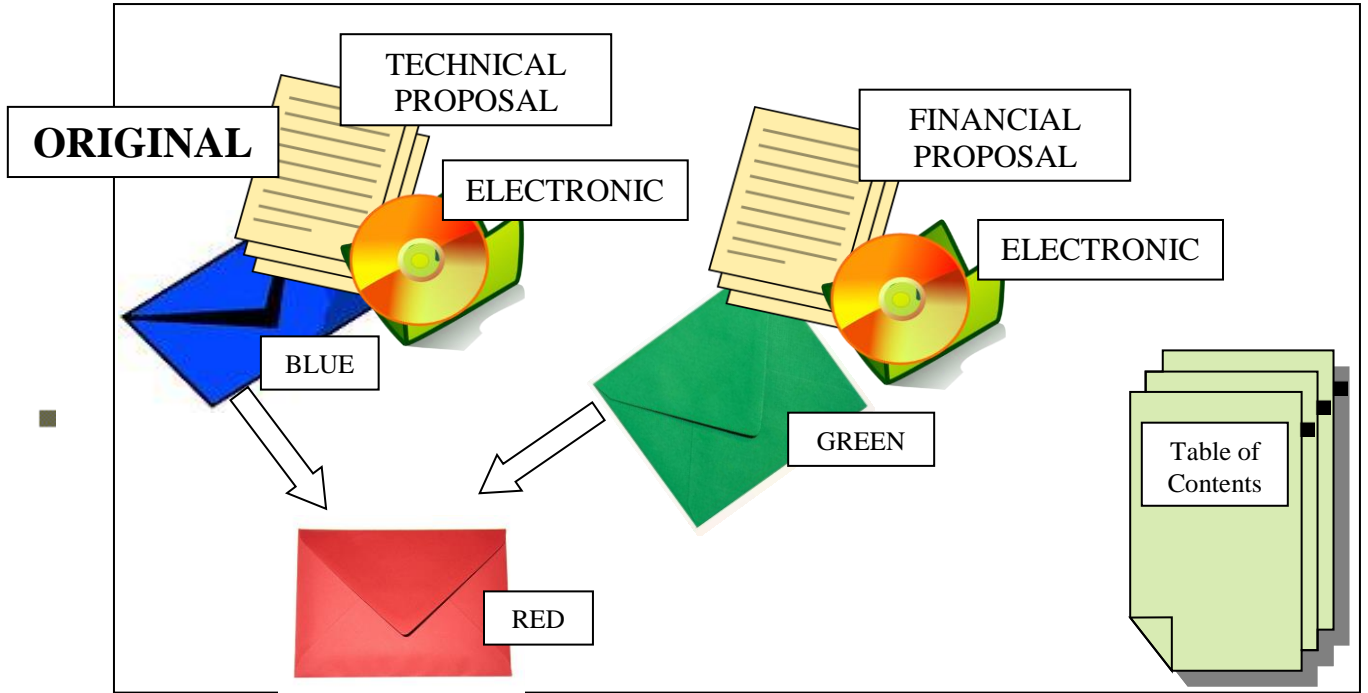 TECHNICAL
PROPOSAL
ORIGINAL
ELECTRONIC
BLUE
FINANCIAL
PROPOSAL
ELECTRONIC
GREEN
RED
Table of
Contents